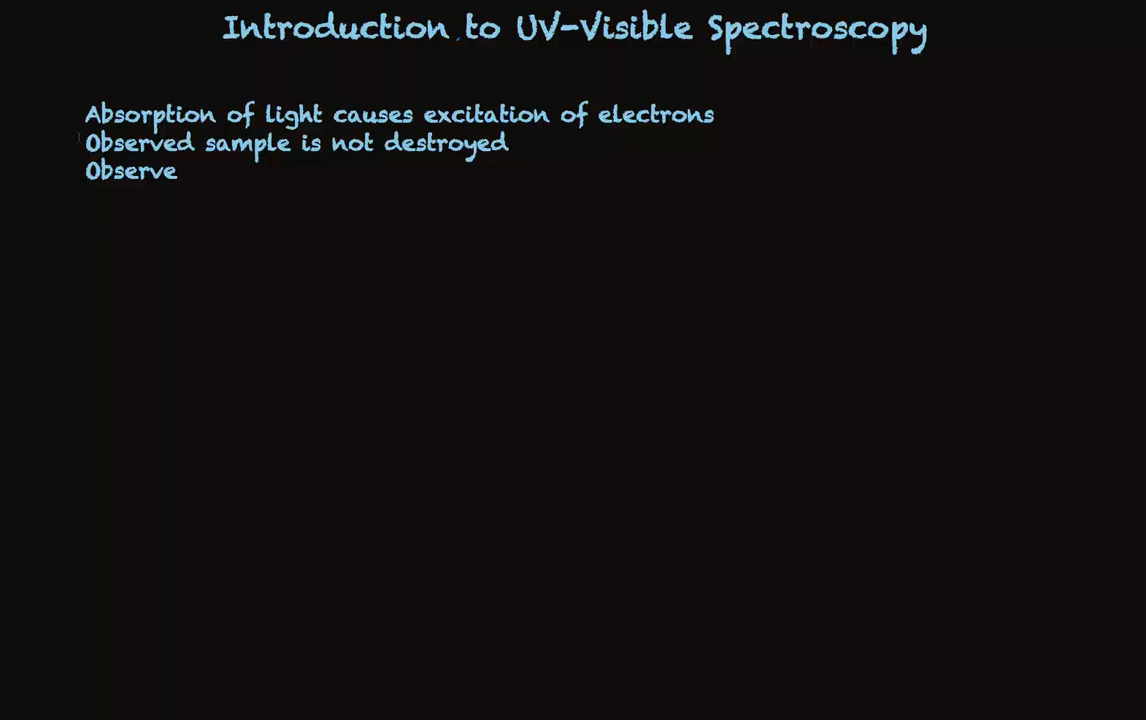 Introduction to UV-Visible Spectroscopy
Absorption of light causes excitation of electrons
Observed sample is not destroyed
Observe